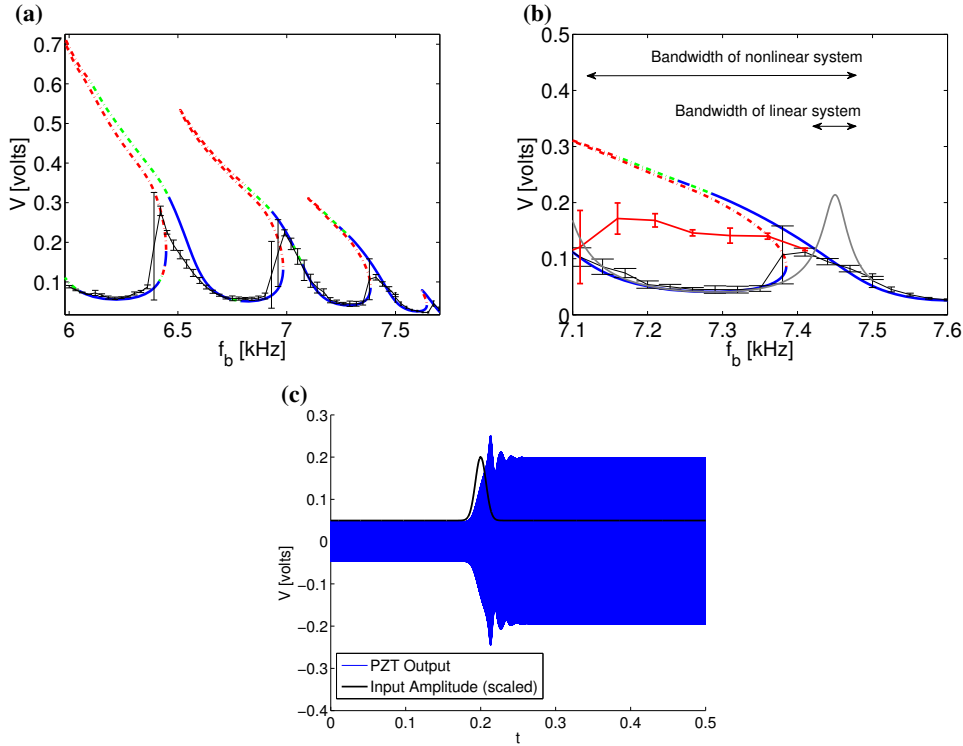 (a)
0.7
0.6
0.5
0.4
0.3
0.2
0.1
V [volts]
6
6.5
7
7.5
f_b [kHz]
(b)
0.5
0.4
0.3
0.2
0.1
0
V [volts]
Bandwidth of nonlinear system
Bandwidth of linear system
7.1
7.2
7.3
7.4
7.5
7.6
f_b [kHz]
(c)
0.3
0.2
0.1
0
−0.1
−0.2
−0.3
−0.4
V [volts]
PZT Output
Input Amplitude (scaled)
0
0.1
0.2
0.3
0.4
0.5
t